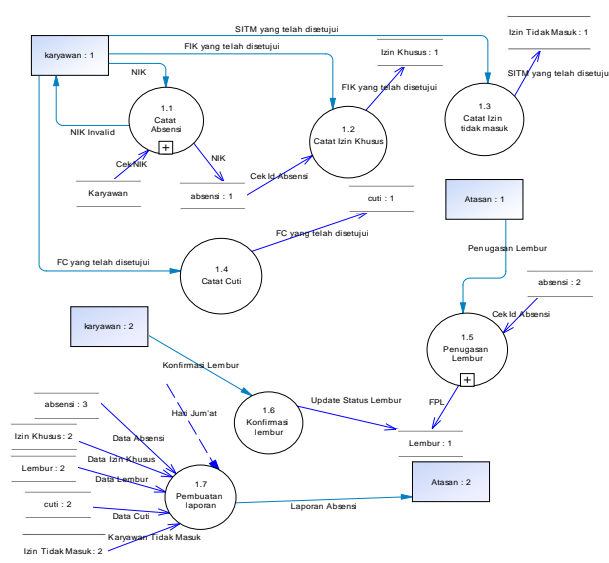 SITM yang telah disetujui
Izin Tidak Masuk : 1
karyawan : 1
FIK yang telah disetujui
Izin Khusus : 1
NIK
SITM yang telah disetuju
FIK yang telah disetujui
1.1
Catat
Absensi
+
1.2
Catat Izin Khusus
1.3
Catat Izin
tidak masuk
NIK Invalid
Cek NIK
NIK
Cek Id Absensi
Karyawan
absensi : 1
cuti : 1
Atasan : 1
FC yang telah disetujui
Penugasan Lembur
FC yang telah disetujui
1.4
Catat Cuti
absensi : 2
Cek Id Absensi
karyawan : 2
1.5
Penugasan
Lembur
+
Konfirmasi Lembur
Update Status Lembur
FPL
absensi : 3
Hari Jum'at
1.6
Konfirmasi
lembur
Izin Khusus : 2
Data Absensi
Lembur : 1
Data Izin Khusus
Lembur : 2
Data Lembur
1.7
Pembuatan
laporan
Atasan : 2
cuti : 2
Laporan Absensi
Data Cuti
Karyawan Tidak Masuk
Izin Tidak Masuk : 2